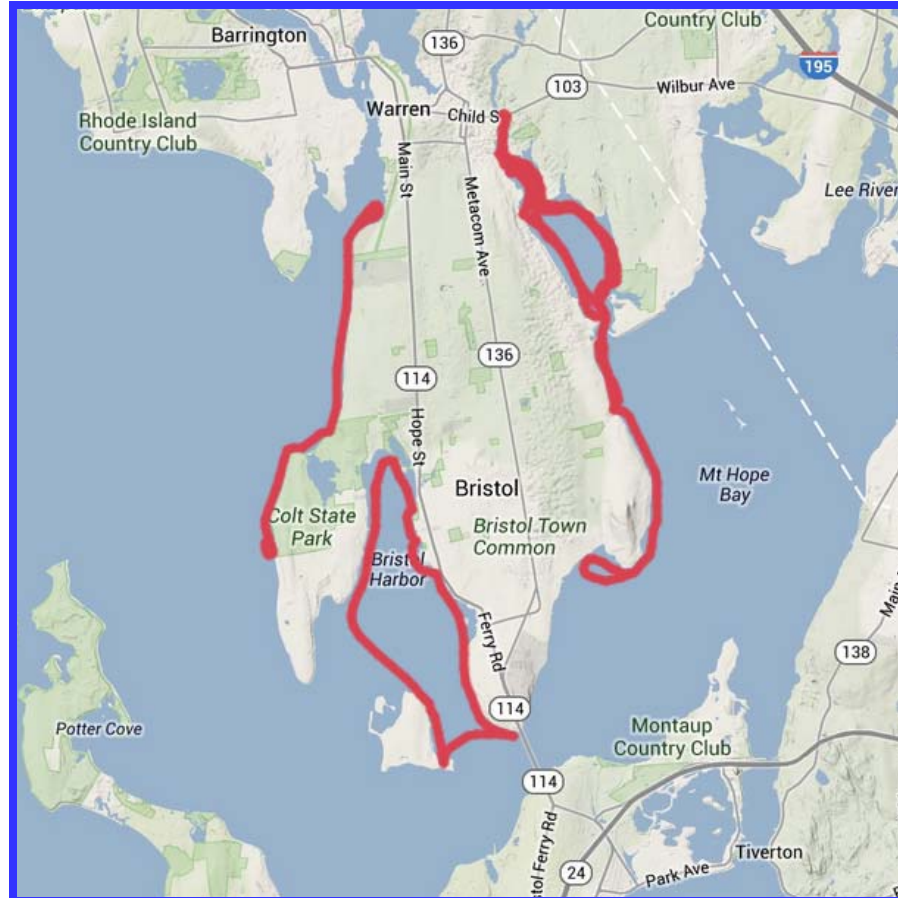 Country Club
Barrington
136
195
103
Wilbur Ave
Warren
Child S
Rhode Island
Country Club
Main St
Metacom Ave
Lee River
136
114
Hope St
Mt Hope
Bay
Bristol
Colt State
Park
Bristol Town
Common
Bristol
Harbor
Main
Ferry Rd
138
114
Montaup
Country Club
Potter Cove
114
stol Ferry Rd
Tiverton
24
Park Ave